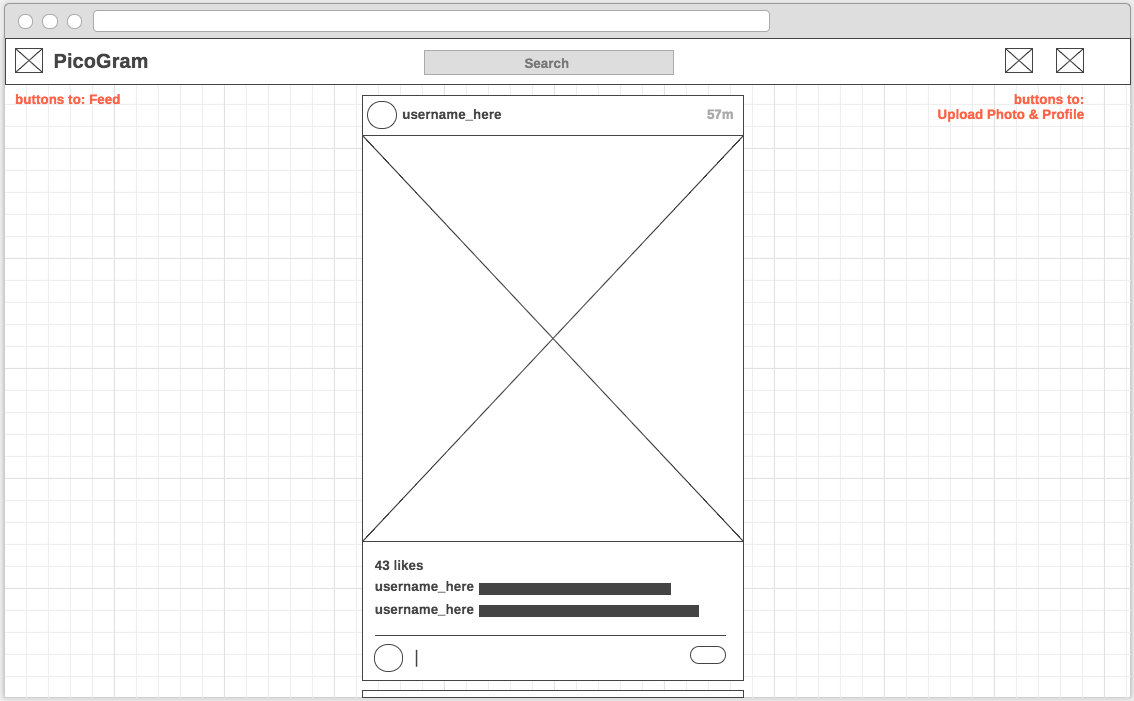 PicoGram
Search
buttons to: Feed
buttons to:
Upload Photo & Profile
username_here
57m
43 likes
username_here
username_here